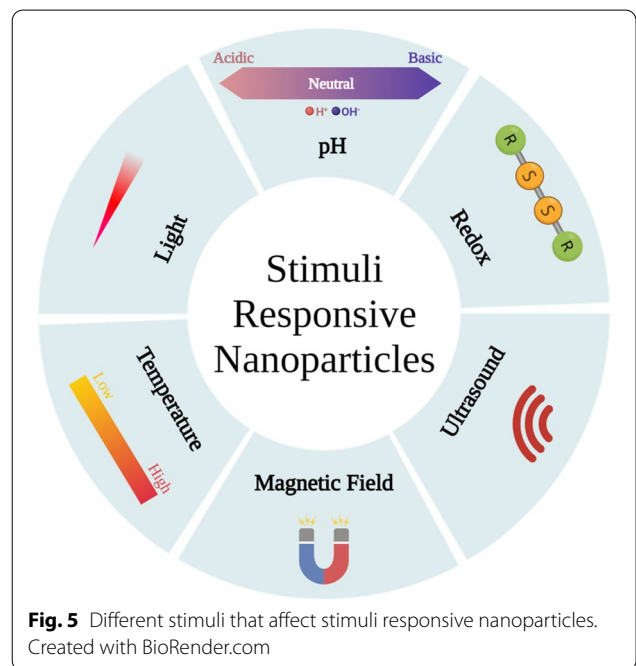 Acidic
Basic
Neutral
H⁺ OH⁻
pH
R
S
S
R
Redox
Ultrasound
Magnetic Field
Low
High
Temperature
Light
Stimuli
Responsive
Nanoparticles
Fig. 5 Different stimuli that affect stimuli responsive nanoparticles.
Created with BioRender.com